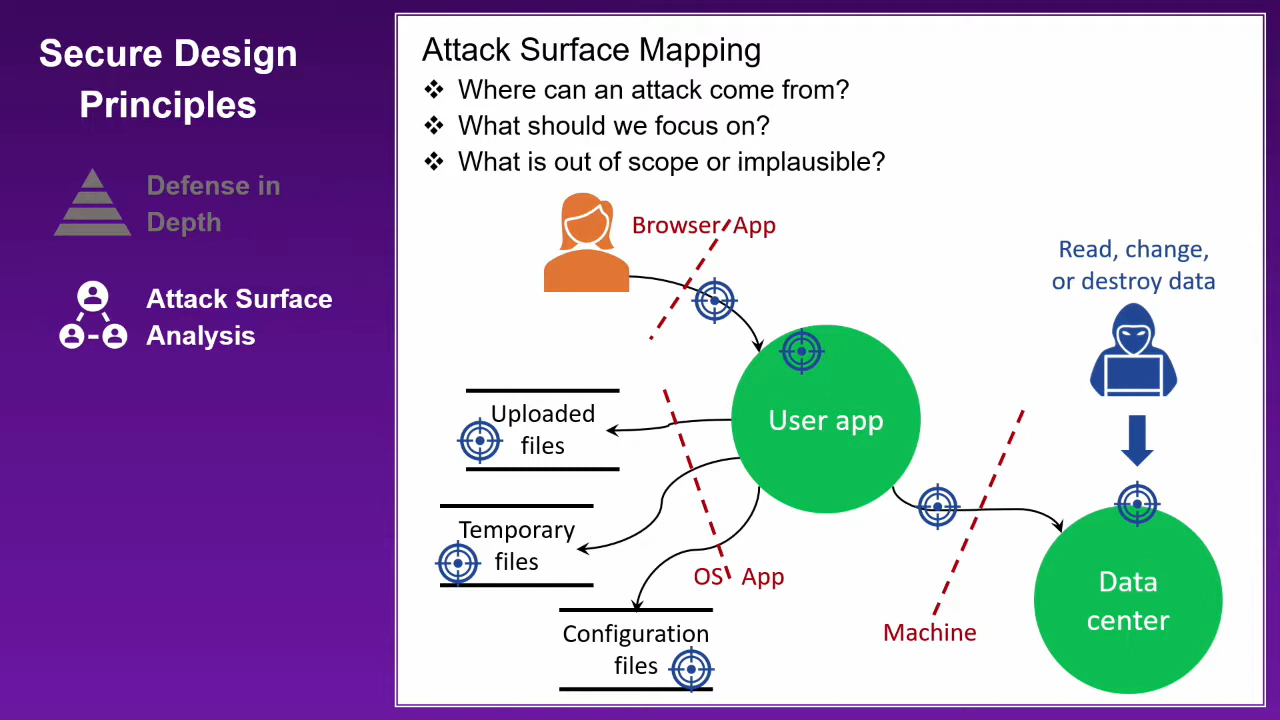 Secure Design
Principles
Defense in
Depth
Attack Surface
Analysis
Attack Surface Mapping
❖ Where can an attack come from?
❖ What should we focus on?
❖ What is out of scope or implausible?
Browser App
Read, change,
or destroy data
User app
Uploaded
files
Temporary
files
OS App
Configuration
files
Machine
Data
center